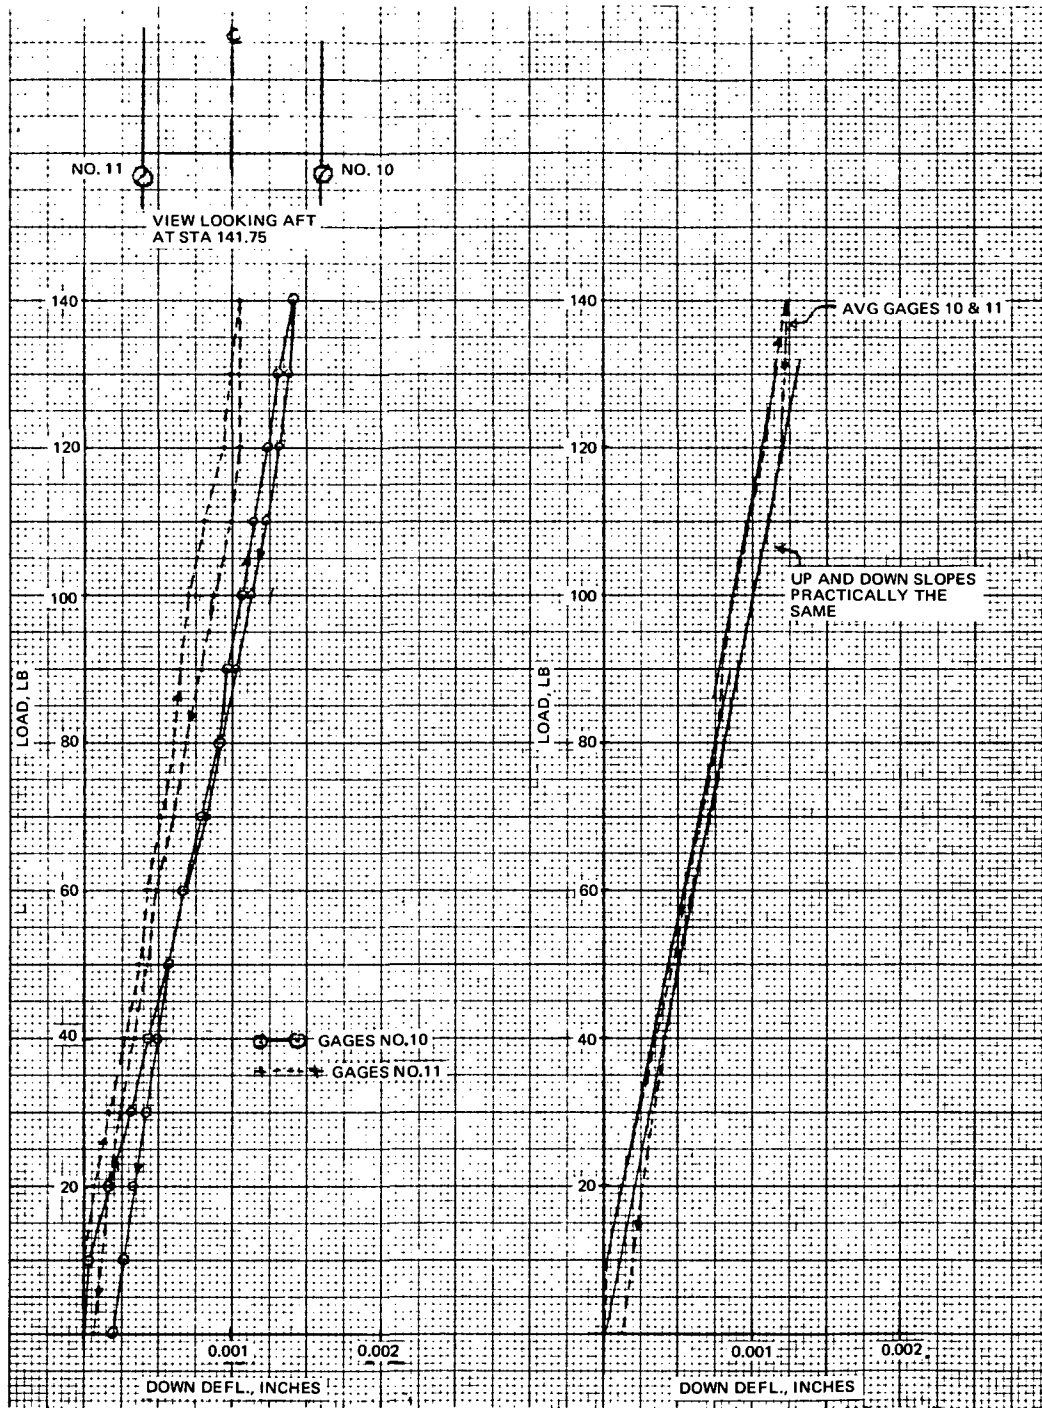 ℄
NO. 11
NO. 10
VIEW LOOKING AFT
AT STA 141.75
140
120
100
80
60
40
20
LOAD, LB
GAGES NO.10
GAGES NO.11
0.001
0.002
DOWN DEFL., INCHES
140
120
100
80
60
40
20
LOAD, LB
AVG GAGES 10 & 11
UP AND DOWN SLOPES
PRACTICALLY THE
SAME
0.001
0.002
DOWN DEFL., INCHES